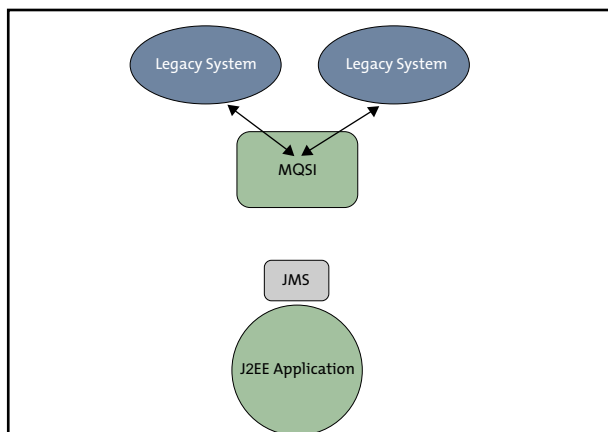 Legacy System
Legacy System
MQSI
JMS
J2EE Application